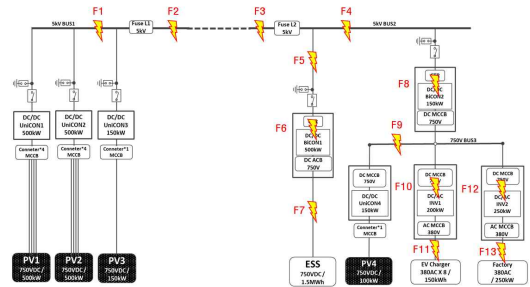 F1
F2
F3
F4
5kV BUS1
Fuse L1
5kV
Fuse L2
5kV
5kV BUS2
F5
F8
DC/DC
BiCON2
150kW
DC MCCB
750V
DC/DC
UniCON1
500kW
DC/DC
UniCON2
500kW
DC/DC
UniCON3
150kW
Conneter*4
MCCB
Conneter*4
MCCB
Conneter*1
MCCB
F6
DC/DC
BiCON1
500kW
DC ACB
750V
F9
750V BUS3
DC MCCB
750V
DC/DC
UniCON4
150kW
Conneter*1
MCCB
F10
DC MCCB
750V
DC/AC
INV1
200kW
AC MCCB
380V
F12
DC MCCB
750V
DC/AC
INV2
250kW
AC MCCB
380V
F7
F11
F13
PV1
750VDC /
500kW
PV2
750VDC /
500kW
PV3
750VDC /
150kW
ESS
750VDC /
1.5MWh
PV4
750VDC /
100kW
EV Charger
380AC X 8 /
150kWh
Factory
380AC
/ 250kW